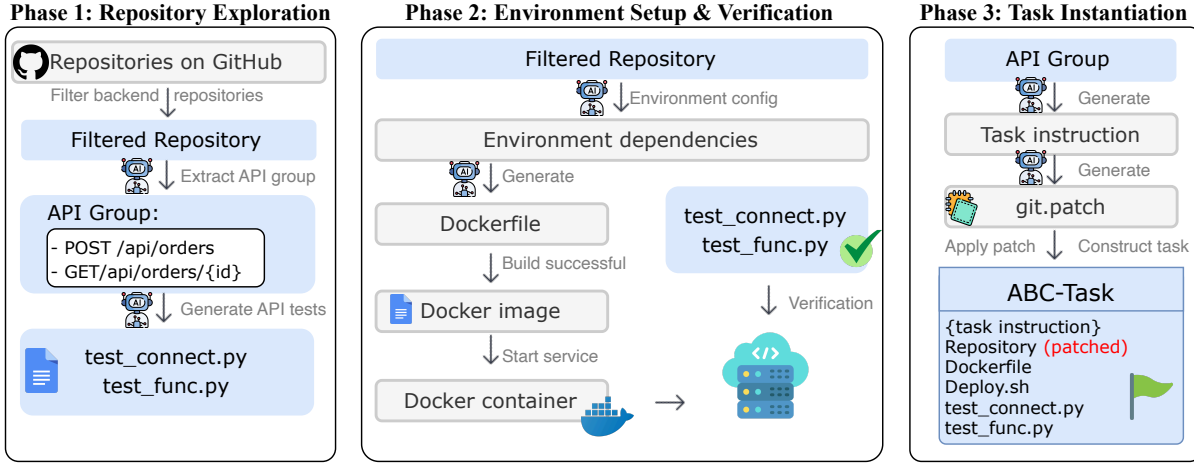 Phase 1: Repository Exploration
Repositories on GitHub
Filter backend repositories
Filtered Repository
AI
Extract API group
API Group:
- POST /api/orders
- GET/api/orders/{id}
AI
Generate API tests
test_connect.py
test_func.py
Phase 2: Environment Setup & Verification
Filtered Repository
AI
Environment config
Environment dependencies
AI
Generate
Dockerfile
Build successful
Docker image
Start service
Docker container
test_connect.py
test_func.py
Verification
</>
Phase 3: Task Instantiation
API Group
AI
Generate
Task instruction
AI
Generate
git.patch
Apply patch
Construct task
ABC-Task
{task instruction}
Repository (patched)
Dockerfile
Deploy.sh
test_connect.py
test_func.py